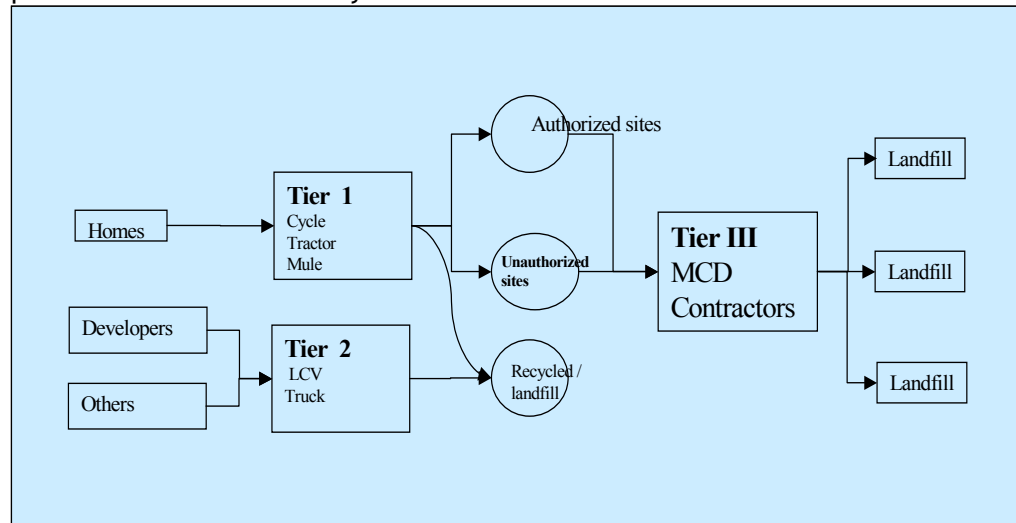 Homes
Developers
Others
Tier 1
Cycle
Tractor
Mule
Tier 2
LCV
Truck
Authorized sites
Unauthorized
sites
Recycled /
landfill
Tier III
MCD
Contractors
Landfill
Landfill
Landfill